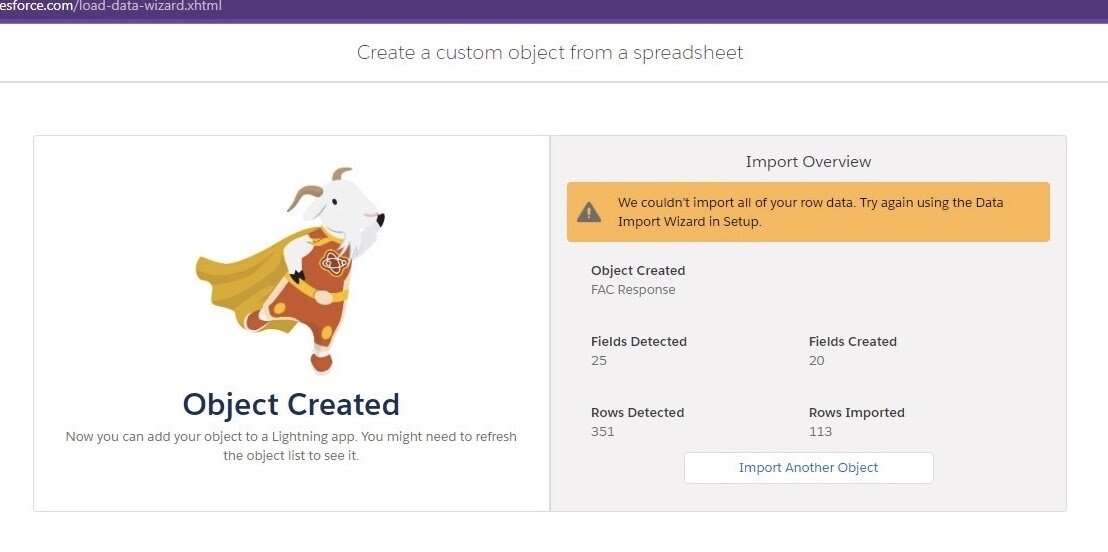 esforce.com/load-data-wizard.xhtml
Create a custom object from a spreadsheet
Object Created
Now you can add your object to a Lightning app. You might need to refresh
the object list to see it.
Import Overview
We couldn't import all of your row data. Try again using the Data
Import Wizard in Setup.
Object Created
FAC Response
Fields Detected
25
Fields Created
20
Rows Detected
351
Rows Imported
113
Import Another Object